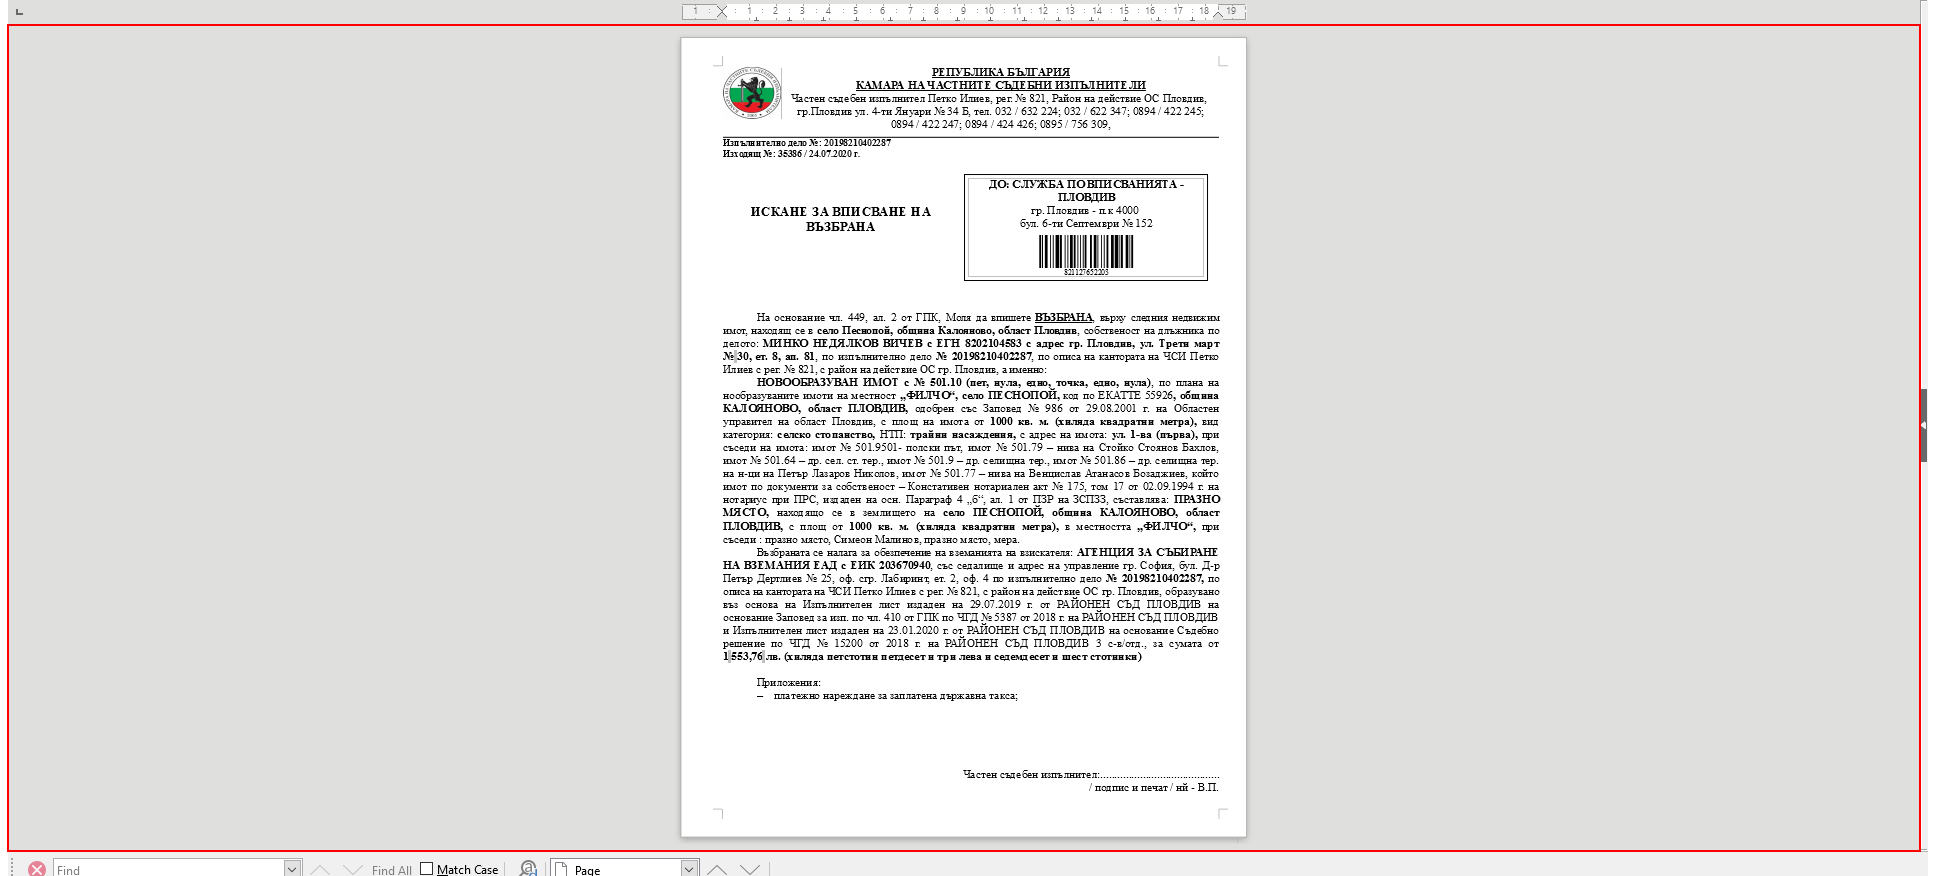 1 1 2 3 4 5 6 7 8 9 10 11 12 13 14 15 16 17 18 19
РЕПУБЛИКА БЪЛГАРИЯ
КАМАРА НА ЧАСТНИТЕ СЪДЕБНИ ИЗПЪЛНИТЕЛИ
Частен съдебен изпълнител Петко Илиев, рег. № 821, Район на действие ОС Пловдив,
гр.Пловдив ул. 4-ти Януари № 34 Б, тел. 032 / 632 224; 032 / 622 347; 0894 / 422 245;
0894 / 422 247; 0894 / 424 426; 0895 / 756 309,
Изпълнително дело №: 20198210402287
Изходящ №: 35386 / 24.07.2020 г.
ИСКАНЕ ЗА ВПИСВАНЕ НА
ВЪЗБРАНА
ДО: СЛУЖБА ПО ВПИСВАНИЯТА -
ПЛОВДИВ
гр. Пловдив - п.к 4000
бул. 6-ти Септември № 152
821127652203
На основание чл. 449, ал. 2 от ГПК, Моля да впишете ВЪЗБРАНА, върху следния недвижим
имот, находящ се в село Песнопой, община Калояново, област Пловдив, собственост на длъжника по
делото: МИНКО НЕДЯЛКОВ ВИЧЕВ с ЕГН 8202104583 с адрес гр. Пловдив, ул. Трети март
№ 30, ет. 8, ап. 81, по изпълнително дело № 20198210402287, по описа на кантората на ЧСИ Петко
Илиев с рег. № 821, с район на действие ОС гр. Пловдив, а именно:
НОВООБРАЗУВАН ИМОТ с № 501.10 (пет, нула, едно, точка, едно, нула), по плана на
нообразуваните имоти на местност „ФИЛЧО“, село ПЕСНОПОЙ, код по ЕКАТТЕ 55926, община
КАЛОЯНОВО, област ПЛОВДИВ, одобрен със Заповед № 986 от 29.08.2001 г. на Областен
управител на област Пловдив, с площ на имота от 1000 кв. м. (хиляда квадратни метра), вид
категория: селско стопанство, НТП: трайни насаждения, с адрес на имота: ул. 1-ва (първа), при
съседи на имота: имот № 501.9501- полски път, имот № 501.79 – нива на Стойко Стоянов Бахлов,
имот № 501.64 – др. сел. ст. тер., имот № 501.9 – др. селищна тер., имот № 501.86 – др. селищна тер.
на н-ци на Петър Лазаров Николов, имот № 501.77 – нива на Венцислав Атанасов Бозаджиев, който
имот по документи за собственост – Констативен нотариален акт № 175, том 17 от 02.09.1994 г. на
нотариус при ПРС, издаден на осн. Параграф 4 „б“, ал. 1 от ПЗР на ЗСПЗЗ, съставлява: ПРАЗНО
МЯСТО, находящо се в землището на село ПЕСНОПОЙ, община КАЛОЯНОВО, област
ПЛОВДИВ, с площ от 1000 кв. м. (хиляда квадратни метра), в местността „ФИЛЧО“, при
съседи : празно място, Симеон Малинов, празно място, мера.
Възбраната се налага за обезпечение на вземанията на взискателя: АГЕНЦИЯ ЗА СЪБИРАНЕ
НА ВЗЕМАНИЯ ЕАД с ЕИК 203670940, със седалище и адрес на управление гр. София, бул. Д-р
Петър Дертлиев № 25, оф. сгр. Лабиринт, ет. 2, оф. 4 по изпълнително дело № 20198210402287, по
описа на кантората на ЧСИ Петко Илиев с рег. № 821, с район на действие ОС гр. Пловдив, образувано
въз основа на Изпълнителен лист издаден на 29.07.2019 г. от РАЙОНЕН СЪД ПЛОВДИВ на
основание Заповед за изп. по чл. 410 от ГПК по ЧГД № 5387 от 2018 г. на РАЙОНЕН СЪД ПЛОВДИВ
и Изпълнителен лист издаден на 23.01.2020 г. от РАЙОНЕН СЪД ПЛОВДИВ на основание Съдебно
решение по ЧГД № 15200 от 2018 г. на РАЙОНЕН СЪД ПЛОВДИВ 3 с-в/отд., за сумата от
1 553,76 лв. (хиляда петстотин петдесет и три лева и седемдесет и шест стотинки)
Приложения:
– платежно нареждане за заплатена държавна такса;
Частен съдебен изпълнител:..........................................
/ подпис и печат / нй - В.П.
Find Find All Match Case Page